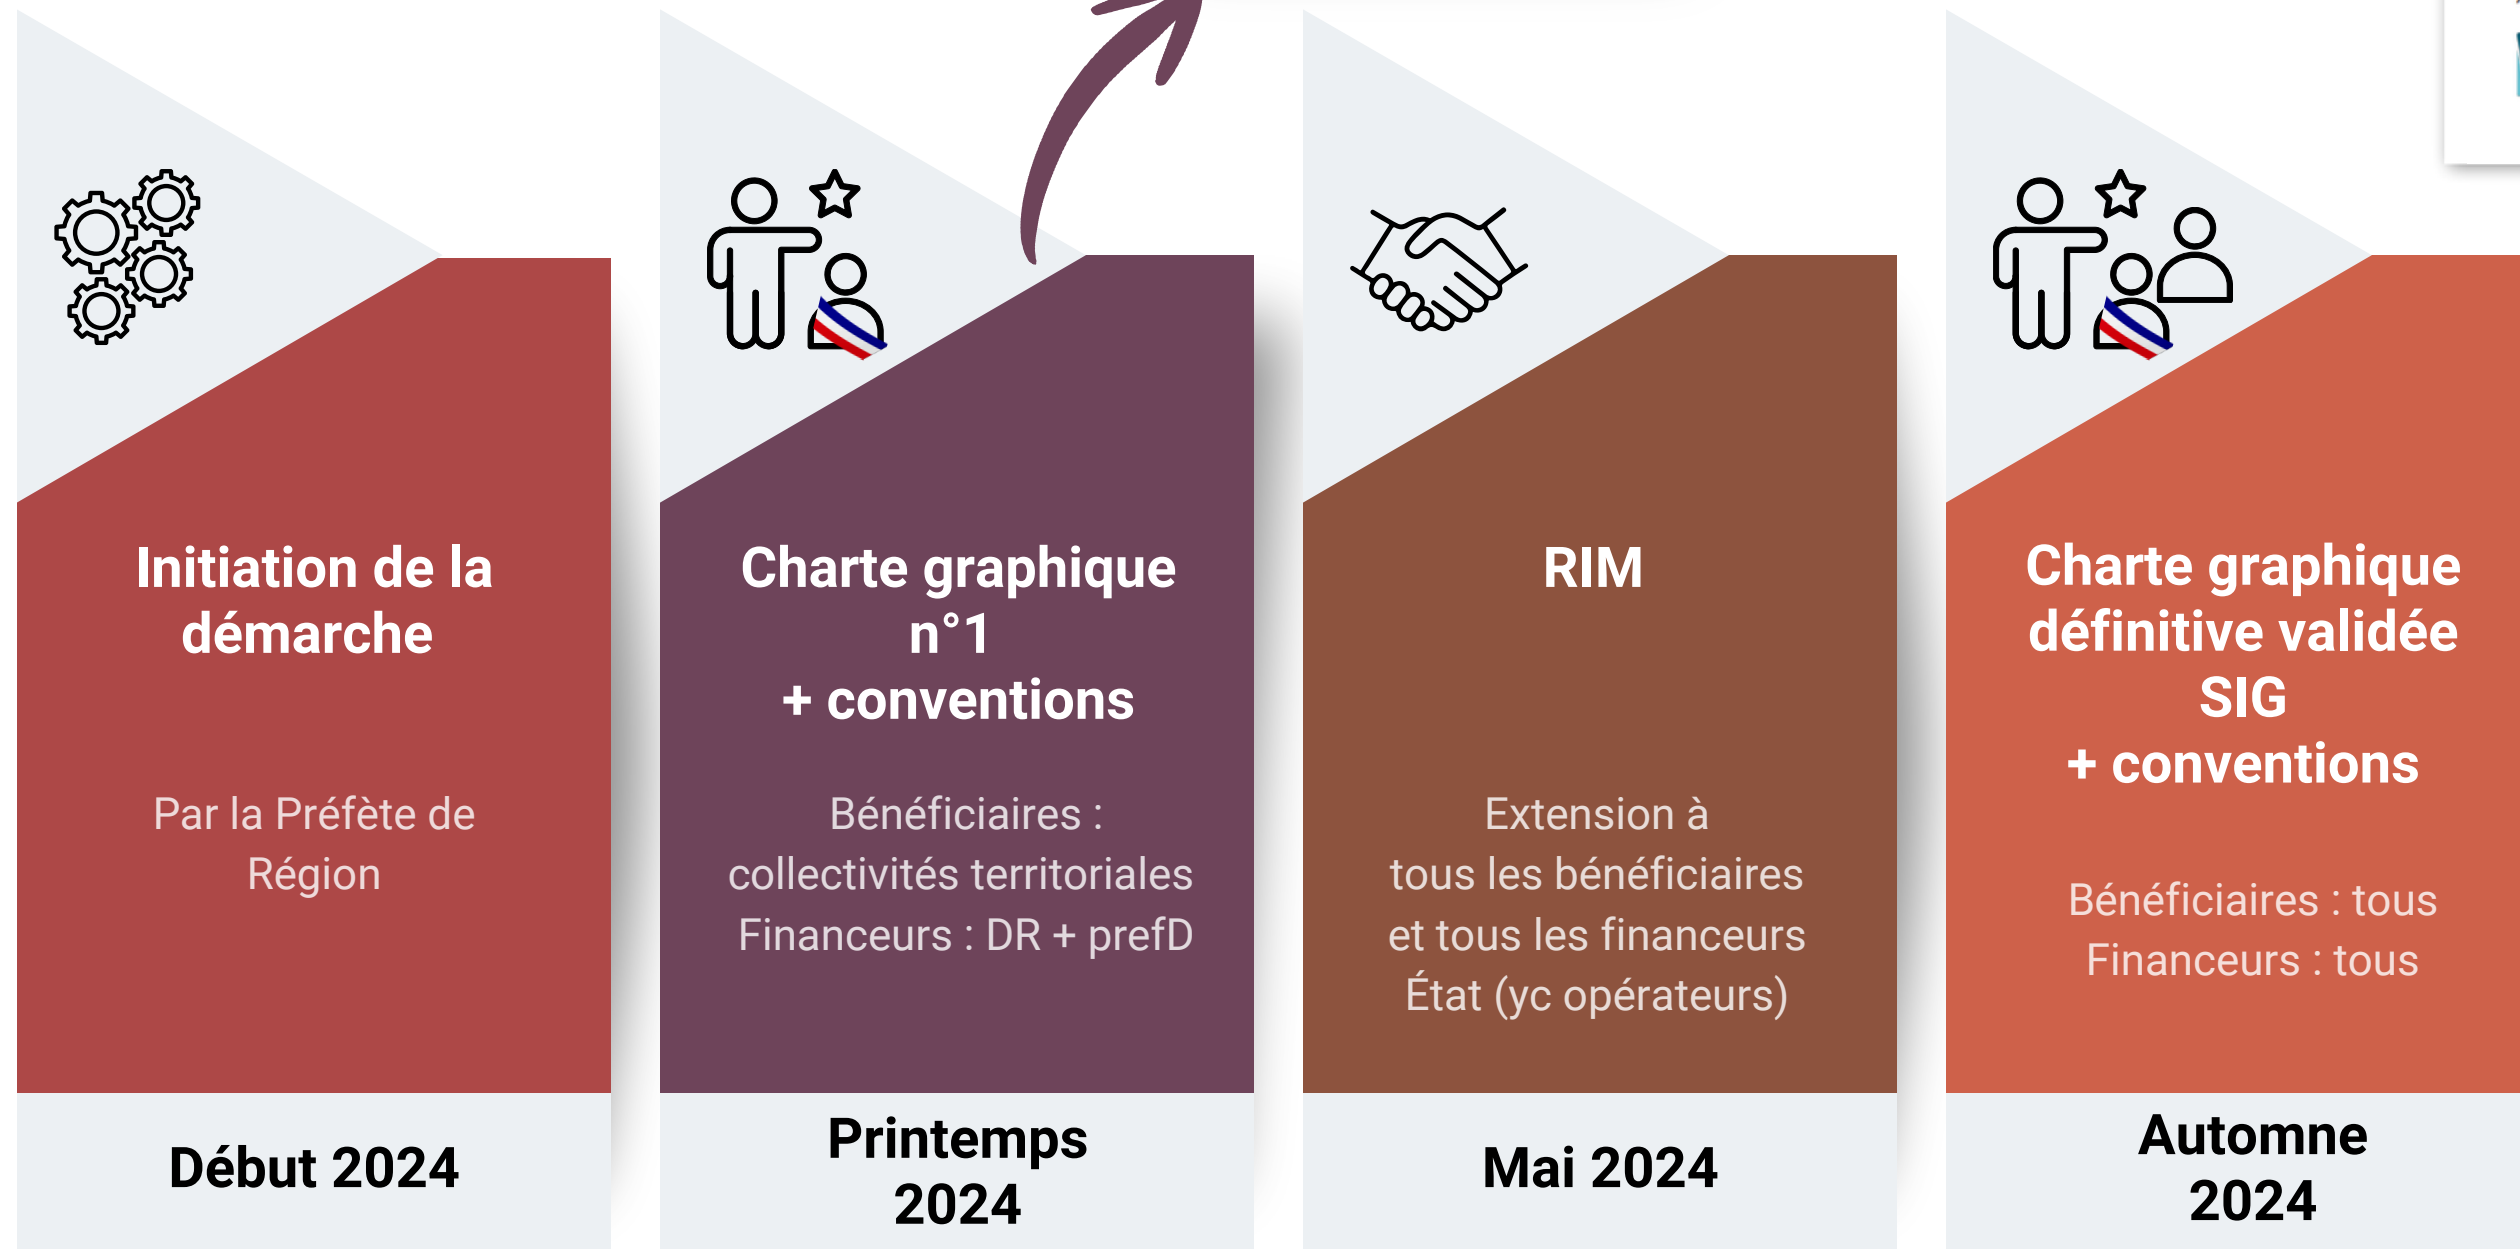 Initiation de la
démarche
Par la Préfète de
Région
Début 2024
Charte graphique
n°1
+ conventions
Bénéficiaires :
collectivités territoriales
Financeurs : DR + prefD
Printemps
2024
RIM
Extension à
tous les bénéficiaires
et tous les financeurs
État (yc opérateurs)
Mai 2024
Charte graphique
définitive validée
SIG
+ conventions
Bénéficiaires : tous
Financeurs : tous
Automne
2024